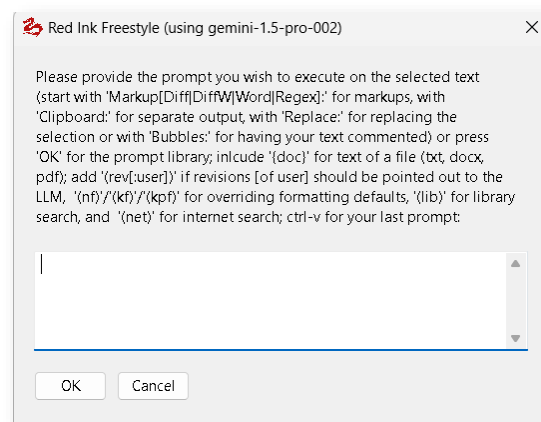 Red Ink Freestyle (using gemini-1.5-pro-002)
Please provide the prompt you wish to execute on the selected text
(start with 'Markup[Diff|DiffW|Word|Regex]:' for markups, with
'Clipboard:' for separate output, with 'Replace:' for replacing the
selection or with 'Bubbles:' for having your text commented) or press
'OK' for the prompt library; inlcude '{doc}' for text of a file (txt, docx,
pdf); add '(rev[:user])' if revisions [of user] should be pointed out to the
LLM,  '(nf)'/'(kf)'/'(kpf)' for overriding formatting defaults, '(lib)' for library
search, and  '(net)' for internet search; ctrl-v for your last prompt:
OK
Cancel